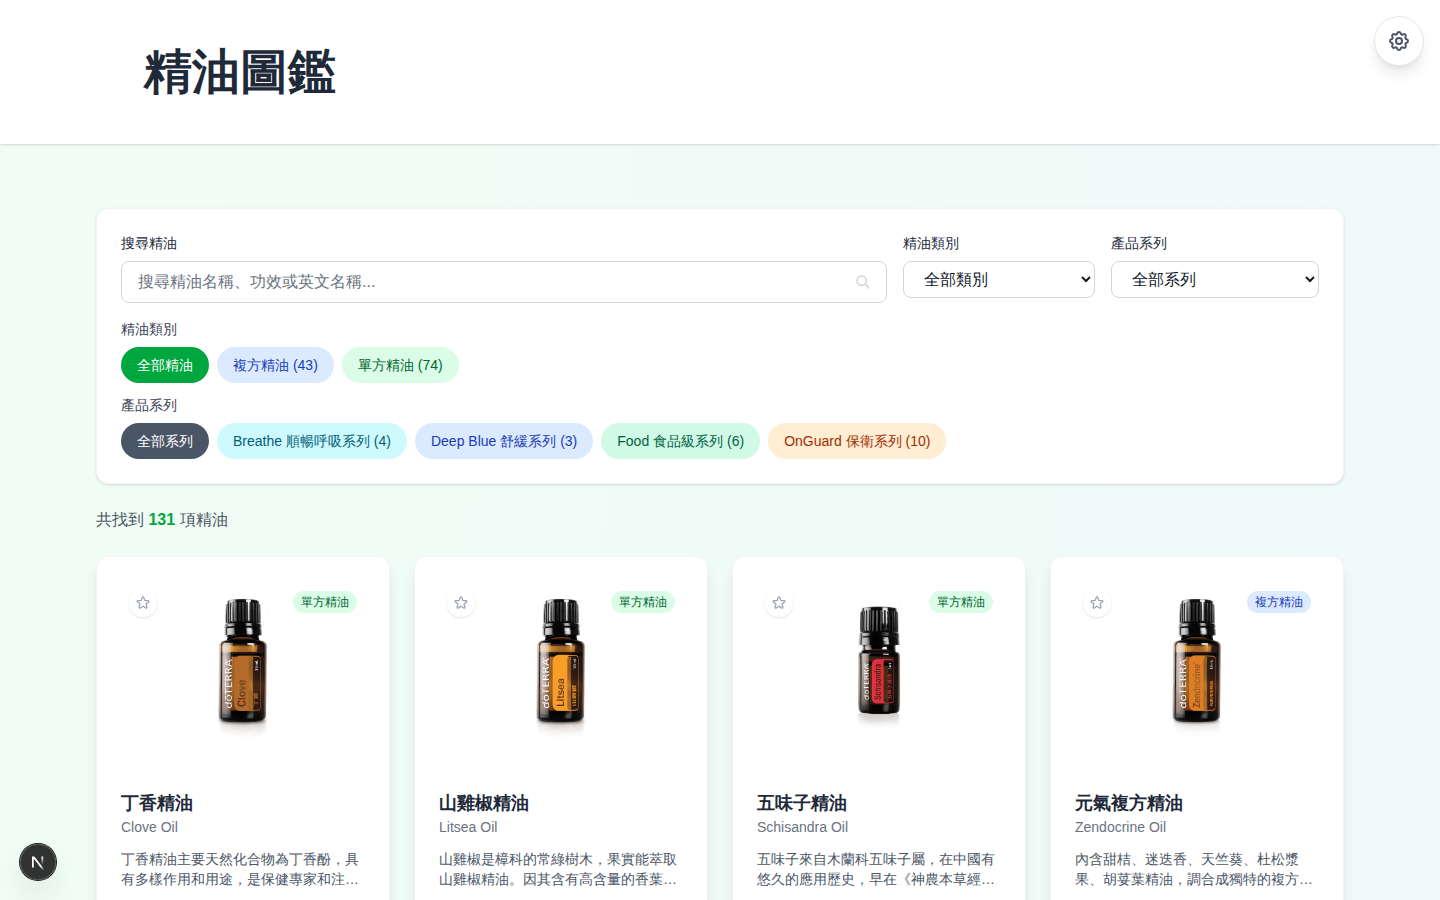 精油圖鑑
搜尋精油
精油類別
產品系列
搜尋精油名稱、功效或英文名稱...
全部類別
全部系列
精油類別
全部精油
複方精油 (43)
單方精油 (74)
產品系列
全部系列
Breathe 順暢呼吸系列 (4)
Deep Blue 舒緩系列 (3)
Food 食品級系列 (6)
OnGuard 保衛系列 (10)
共找到 131 項精油
單方精油
dōTERRA
Clove
丁香精油
Clove Oil
丁香精油主要天然化合物為丁香酚，具
有多樣作用和用途，是保健專家和注...
單方精油
dōTERRA
Litsea
山雞椒精油
Litsea Oil
山雞椒是樟科的常綠樹木，果實能萃取
山雞椒精油。因其含有高含量的香葉...
單方精油
dōTERRA
Schisandra
五味子精油
Schisandra Oil
五味子來自木蘭科五味子屬，在中國有
悠久的應用歷史，早在《神農本草經...
複方精油
dōTERRA
Zendocrine
元氣複方精油
Zendocrine Oil
內含甜桔、迷迭香、天竺葵、杜松漿
果、胡荽葉精油，調合成獨特的複方...
N